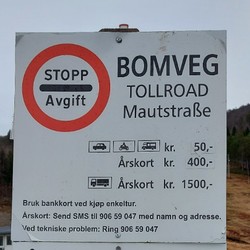 STOPP
Avgift
BOMVEG
TOLLROAD
Mautstraße
kr. 50,-
Årskort kr. 400,-
Årskort kr. 1500,-
Bruk bankkort ved kjøp enkeltur.
Årskort: Send SMS til 906 59 047 med namn og adresse.
Ved tekniske problem: Ring 906 59 047